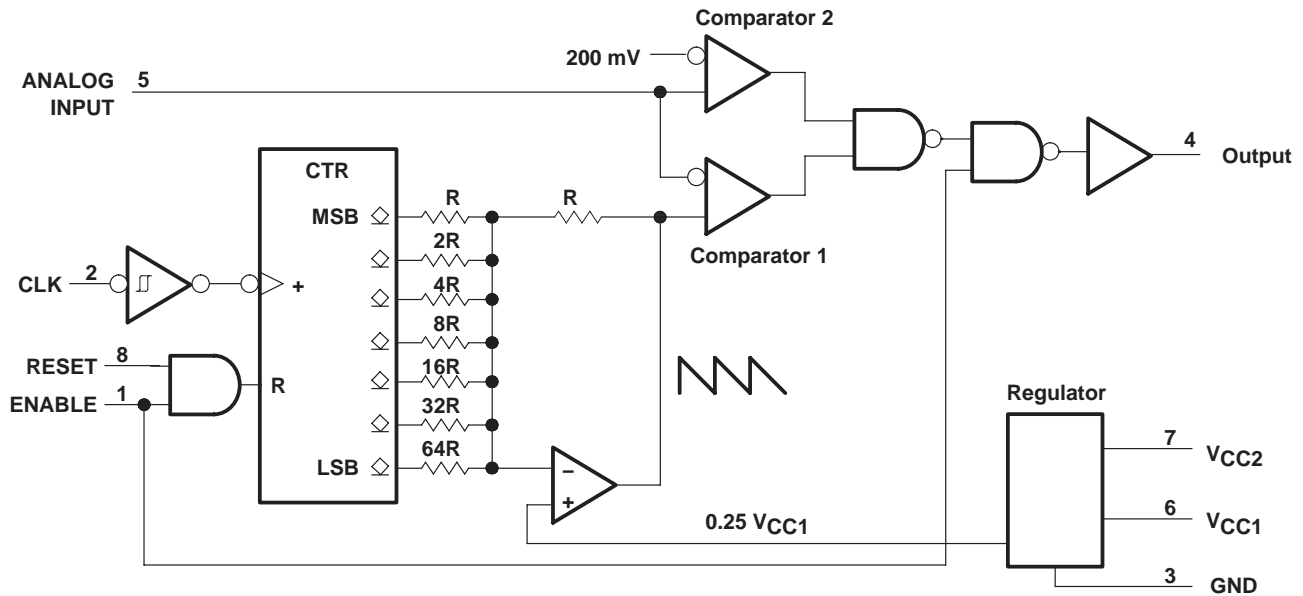 Comparator 2
200 mV
5
ANALOG
INPUT
4
Output
CTR
R
R
MSB
Comparator 1
2R
2
CLK
+
4R
8R
8
RESET
16R
1
R
ENABLE
Regulator
32R
64R
LSB
7
VCC2
−
+
0.25 VCC1
6
VCC1
3
GND